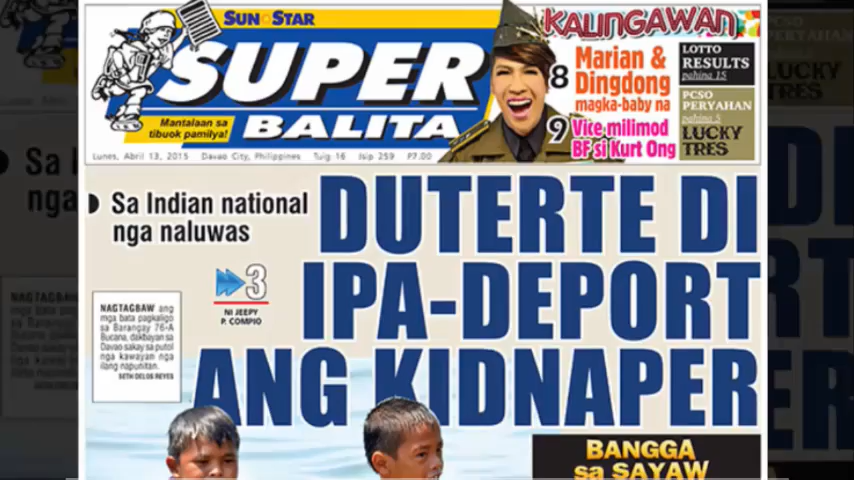 SUN STAR
SUPER
BALITA
Mantalaan sa
tibuok pamilya!
Lunes, Abril 13, 2015 Davao City, Philippines Tuig 16 Isip 259 P7.00
KALINGAWAN
8 Marian &
Dingdong
magka-baby na
9 Vice milimod
BF si Kurt Ong
LOTTO
RESULTS
pahina 15
PCSO
PERYAHAN
pahina 5
LUCKY
TRES
Sa Indian national
nga naluwas
DUTERTE DI
IPA-DEPORT
ANG KIDNAPER
3
NI JEEPY
P. COMPIO
NAGTAGBAW ang
mga bata pagkaligo
sa Barangay 76-A
Bucana, dakbayan sa
Davao sakay sa putol
nga kawayan nga
ilang napunitan.
SETH DELOS REYES
BANGGA
sa SAYAW